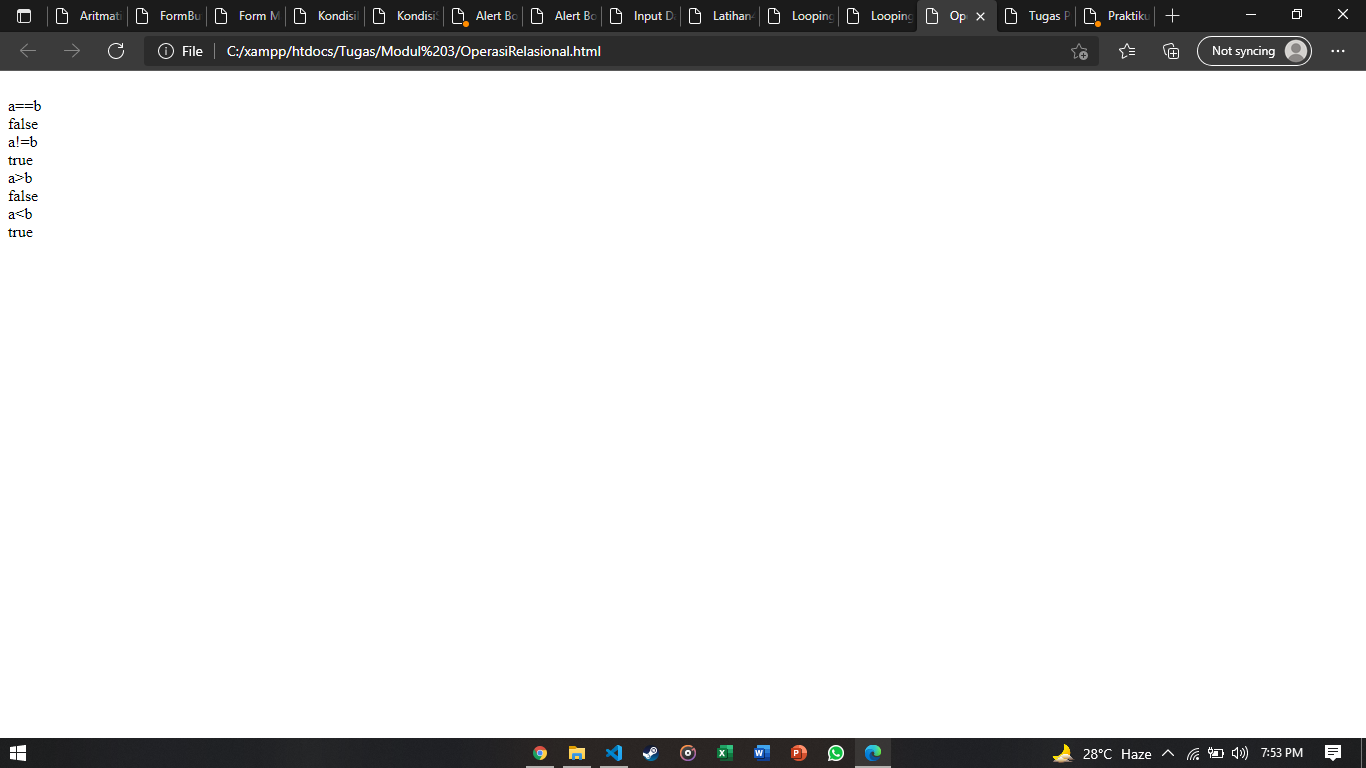 Aritmati
FormBu
Form M
Kondisi
KondisiS
Alert Bo
Alert Bo
Input D
Latihan
Looping
Looping
Op
Tugas P
Praktiku
File
C:/xampp/htdocs/Tugas/Modul%203/OperasiRelasional.html
Not syncing
a==b
false
a!=b
true
a>b
false
a<b
true
28°C Haze
7:53 PM